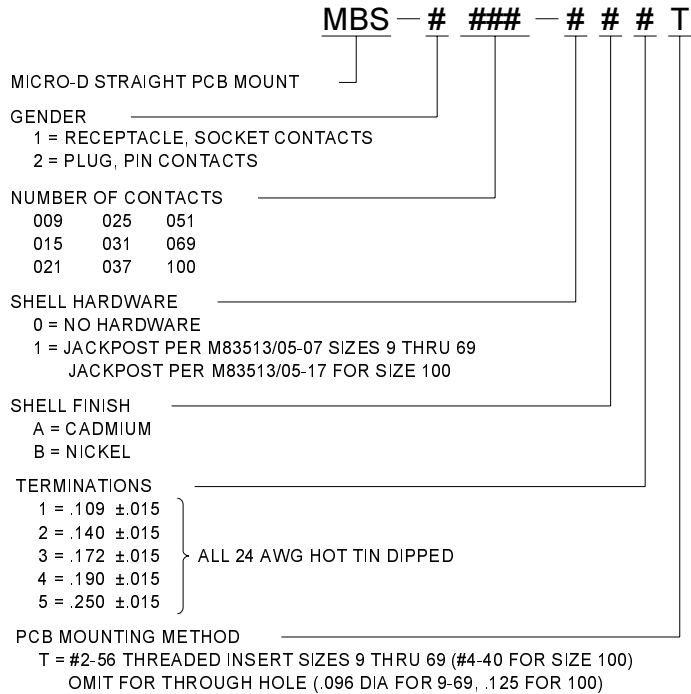 MBS - # ### - # # # T
MICRO-D STRAIGHT PCB MOUNT
GENDER
1 = RECEPTACLE, SOCKET CONTACTS
2 = PLUG, PIN CONTACTS
NUMBER OF CONTACTS
009 025 051
015 031 069
021 037 100
SHELL HARDWARE
0 = NO HARDWARE
1 = JACKPOST PER M83513/05-07 SIZES 9 THRU 69
JACKPOST PER M83513/05-17 FOR SIZE 100
SHELL FINISH
A = CADMIUM
B = NICKEL
TERMINATIONS
1 = .109 ±.015
2 = .140 ±.015
3 = .172 ±.015 ALL 24 AWG HOT TIN DIPPED
4 = .190 ±.015
5 = .250 ±.015
PCB MOUNTING METHOD
T = #2-56 THREADED INSERT SIZES 9 THRU 69 (#4-40 FOR SIZE 100)
OMIT FOR THROUGH HOLE (.096 DIA FOR 9-69, .125 FOR 100)